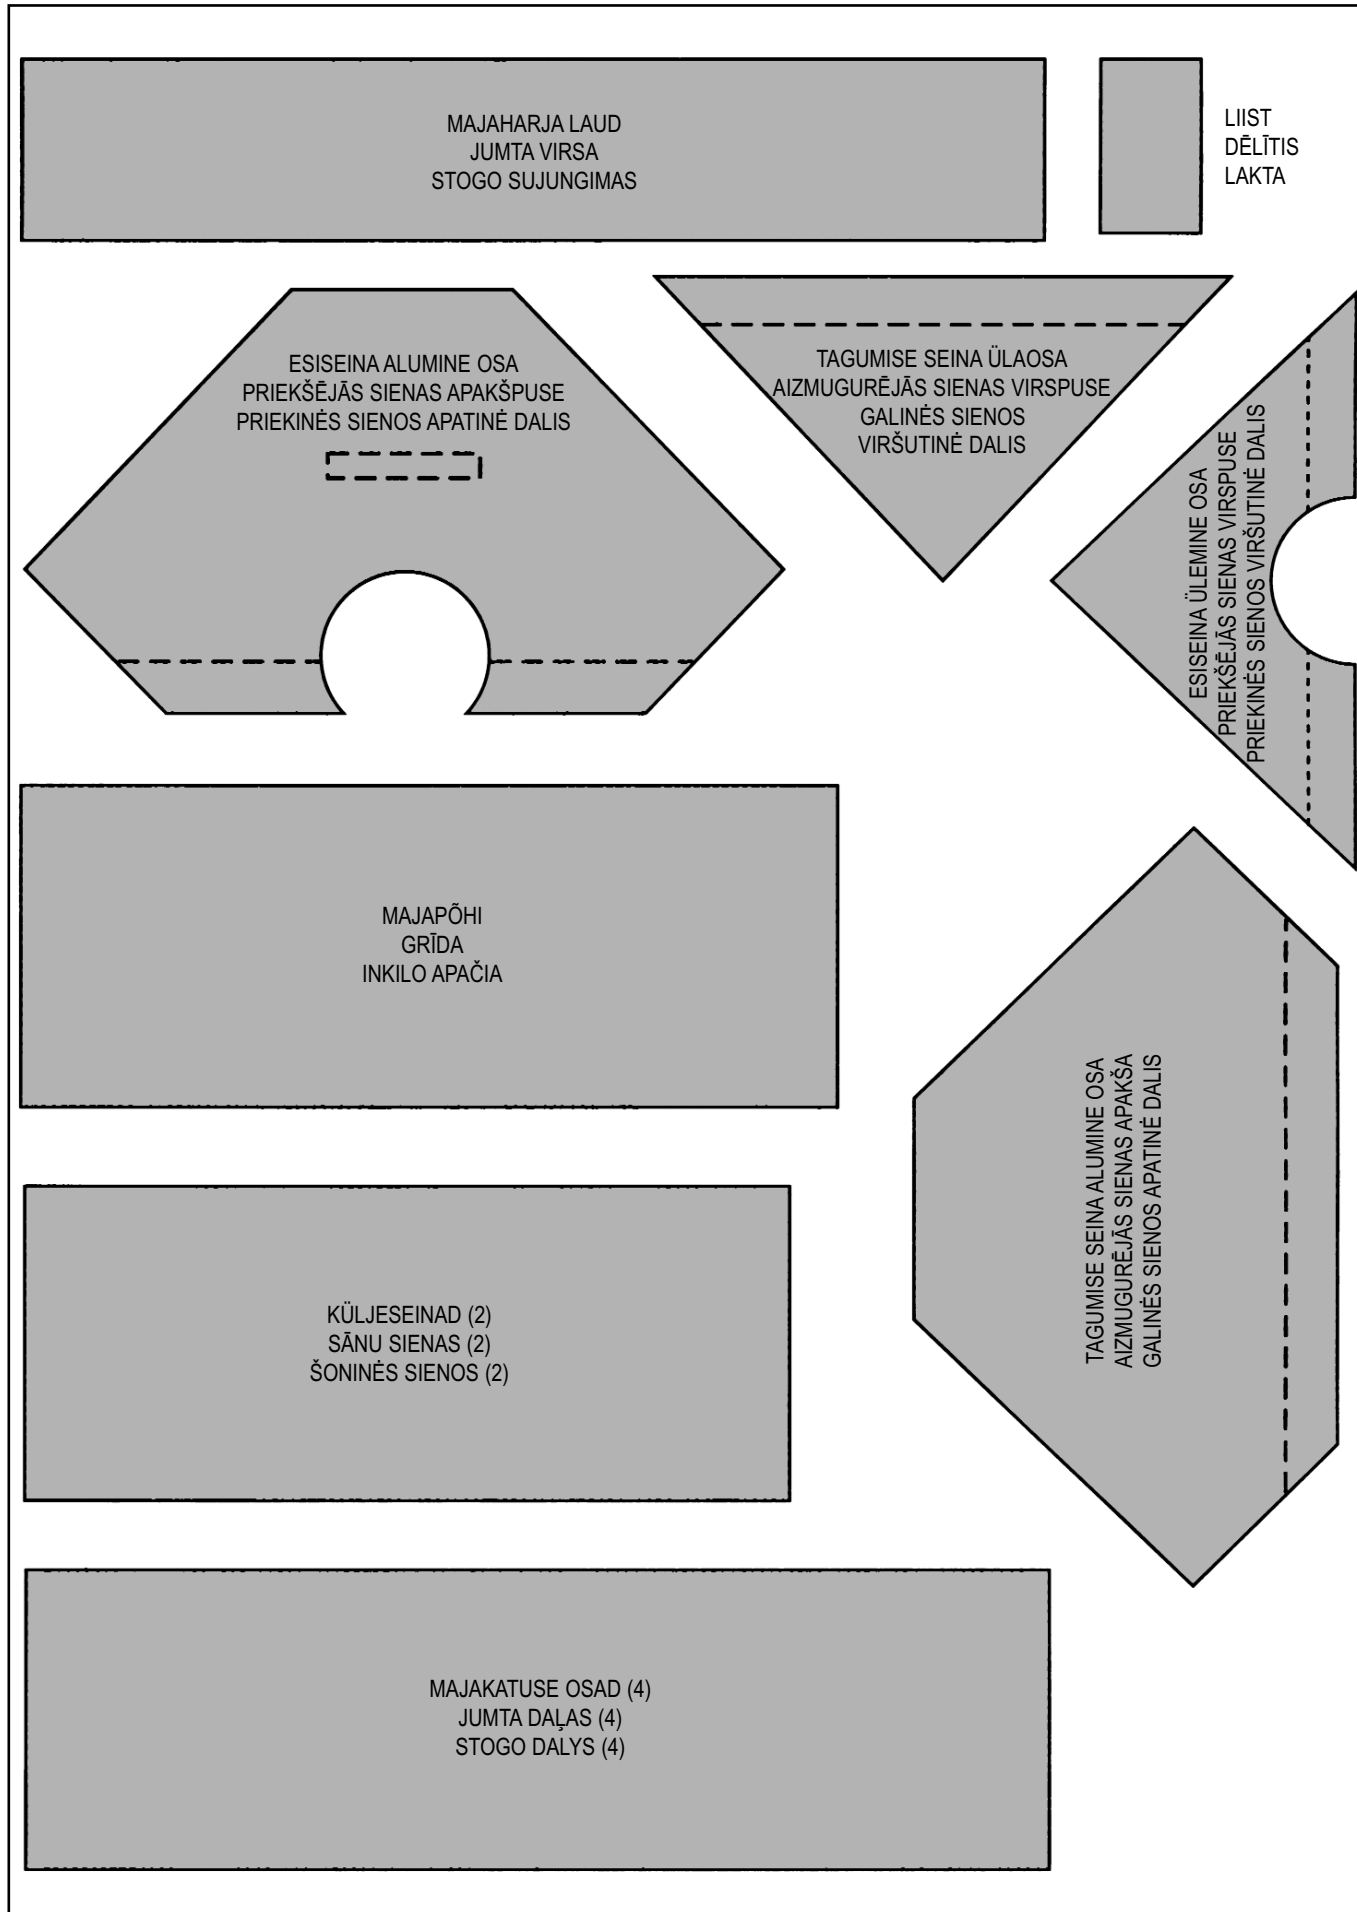 MAJAHARJA LAUD
JUMTA VIRSA
STOGO SUJUNGIMAS
LIIST
DĒLĪTIS
LAKTA
ESISEINA ALUMINE OSA
PRIEKŠĒJĀS SIENAS APAKŠPUSE
PRIEKINĖS SIENOS APATINĖ DALIS
TAGUMISE SEINA ÜLAOSA
AIZMUGURĒJĀS SIENAS VIRSPUSE
GALINĖS SIENOS
VIRŠUTINĖ DALIS
ESISEINA ÜLEMINE OSA
PRIEKŠĒJĀS SIENAS VIRSPUSE
PRIEKINĖS SIENOS VIRŠUTINĖ DALIS
MAJAPÕHI
GRĪDA
INKILO APAČIA
TAGUMISE SEINA ALUMINE OSA
AIZMUGURĒJĀS SIENAS APAKŠA
GALINĖS SIENOS APATINĖ DALIS
KÜLJESEINAD (2)
SĀNU SIENAS (2)
ŠONINĖS SIENOS (2)
MAJAKATUSE OSAD (4)
JUMTA DAĻAS (4)
STOGO DALYS (4)